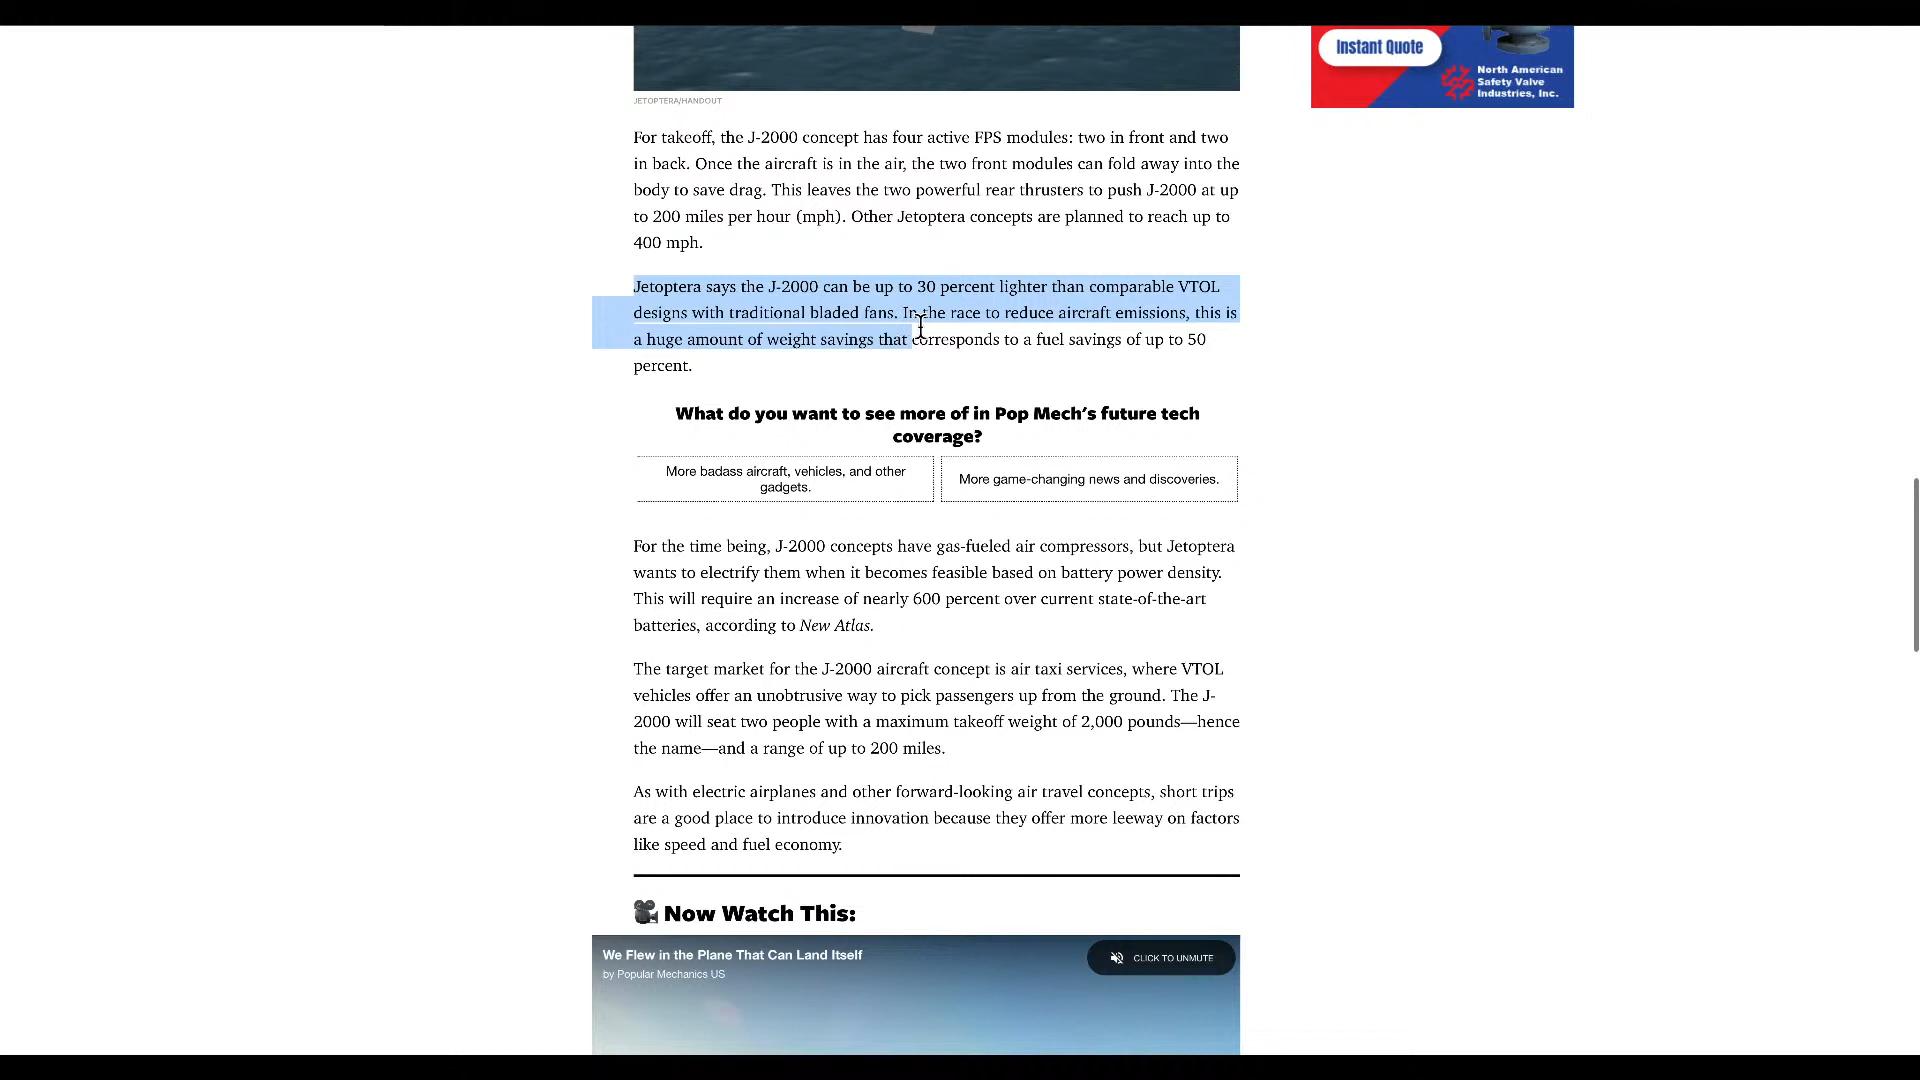 Instant Quote
North American
Safety Valve
Industries, Inc.
JETOPTERA/HANDOUT
For takeoff, the J-2000 concept has four active FPS modules: two in front and two
in back. Once the aircraft is in the air, the two front modules can fold away into the
body to save drag. This leaves the two powerful rear thrusters to push J-2000 at up
to 200 miles per hour (mph). Other Jetoptera concepts are planned to reach up to
400 mph.
Jetoptera says the J-2000 can be up to 30 percent lighter than comparable VTOL
designs with traditional bladed fans. In the race to reduce aircraft emissions, this is
a huge amount of weight savings that corresponds to a fuel savings of up to 50
percent.
What do you want to see more of in Pop Mech's future tech
coverage?
More badass aircraft, vehicles, and other
gadgets.
More game-changing news and discoveries.
For the time being, J-2000 concepts have gas-fueled air compressors, but Jetoptera
wants to electrify them when it becomes feasible based on battery power density.
This will require an increase of nearly 600 percent over current state-of-the-art
batteries, according to New Atlas.
The target market for the J-2000 aircraft concept is air taxi services, where VTOL
vehicles offer an unobtrusive way to pick passengers up from the ground. The J-
2000 will seat two people with a maximum takeoff weight of 2,000 pounds—hence
the name—and a range of up to 200 miles.
As with electric airplanes and other forward-looking air travel concepts, short trips
are a good place to introduce innovation because they offer more leeway on factors
like speed and fuel economy.
Now Watch This:
We Flew in the Plane That Can Land Itself
by Popular Mechanics US
CLICK TO UNMUTE